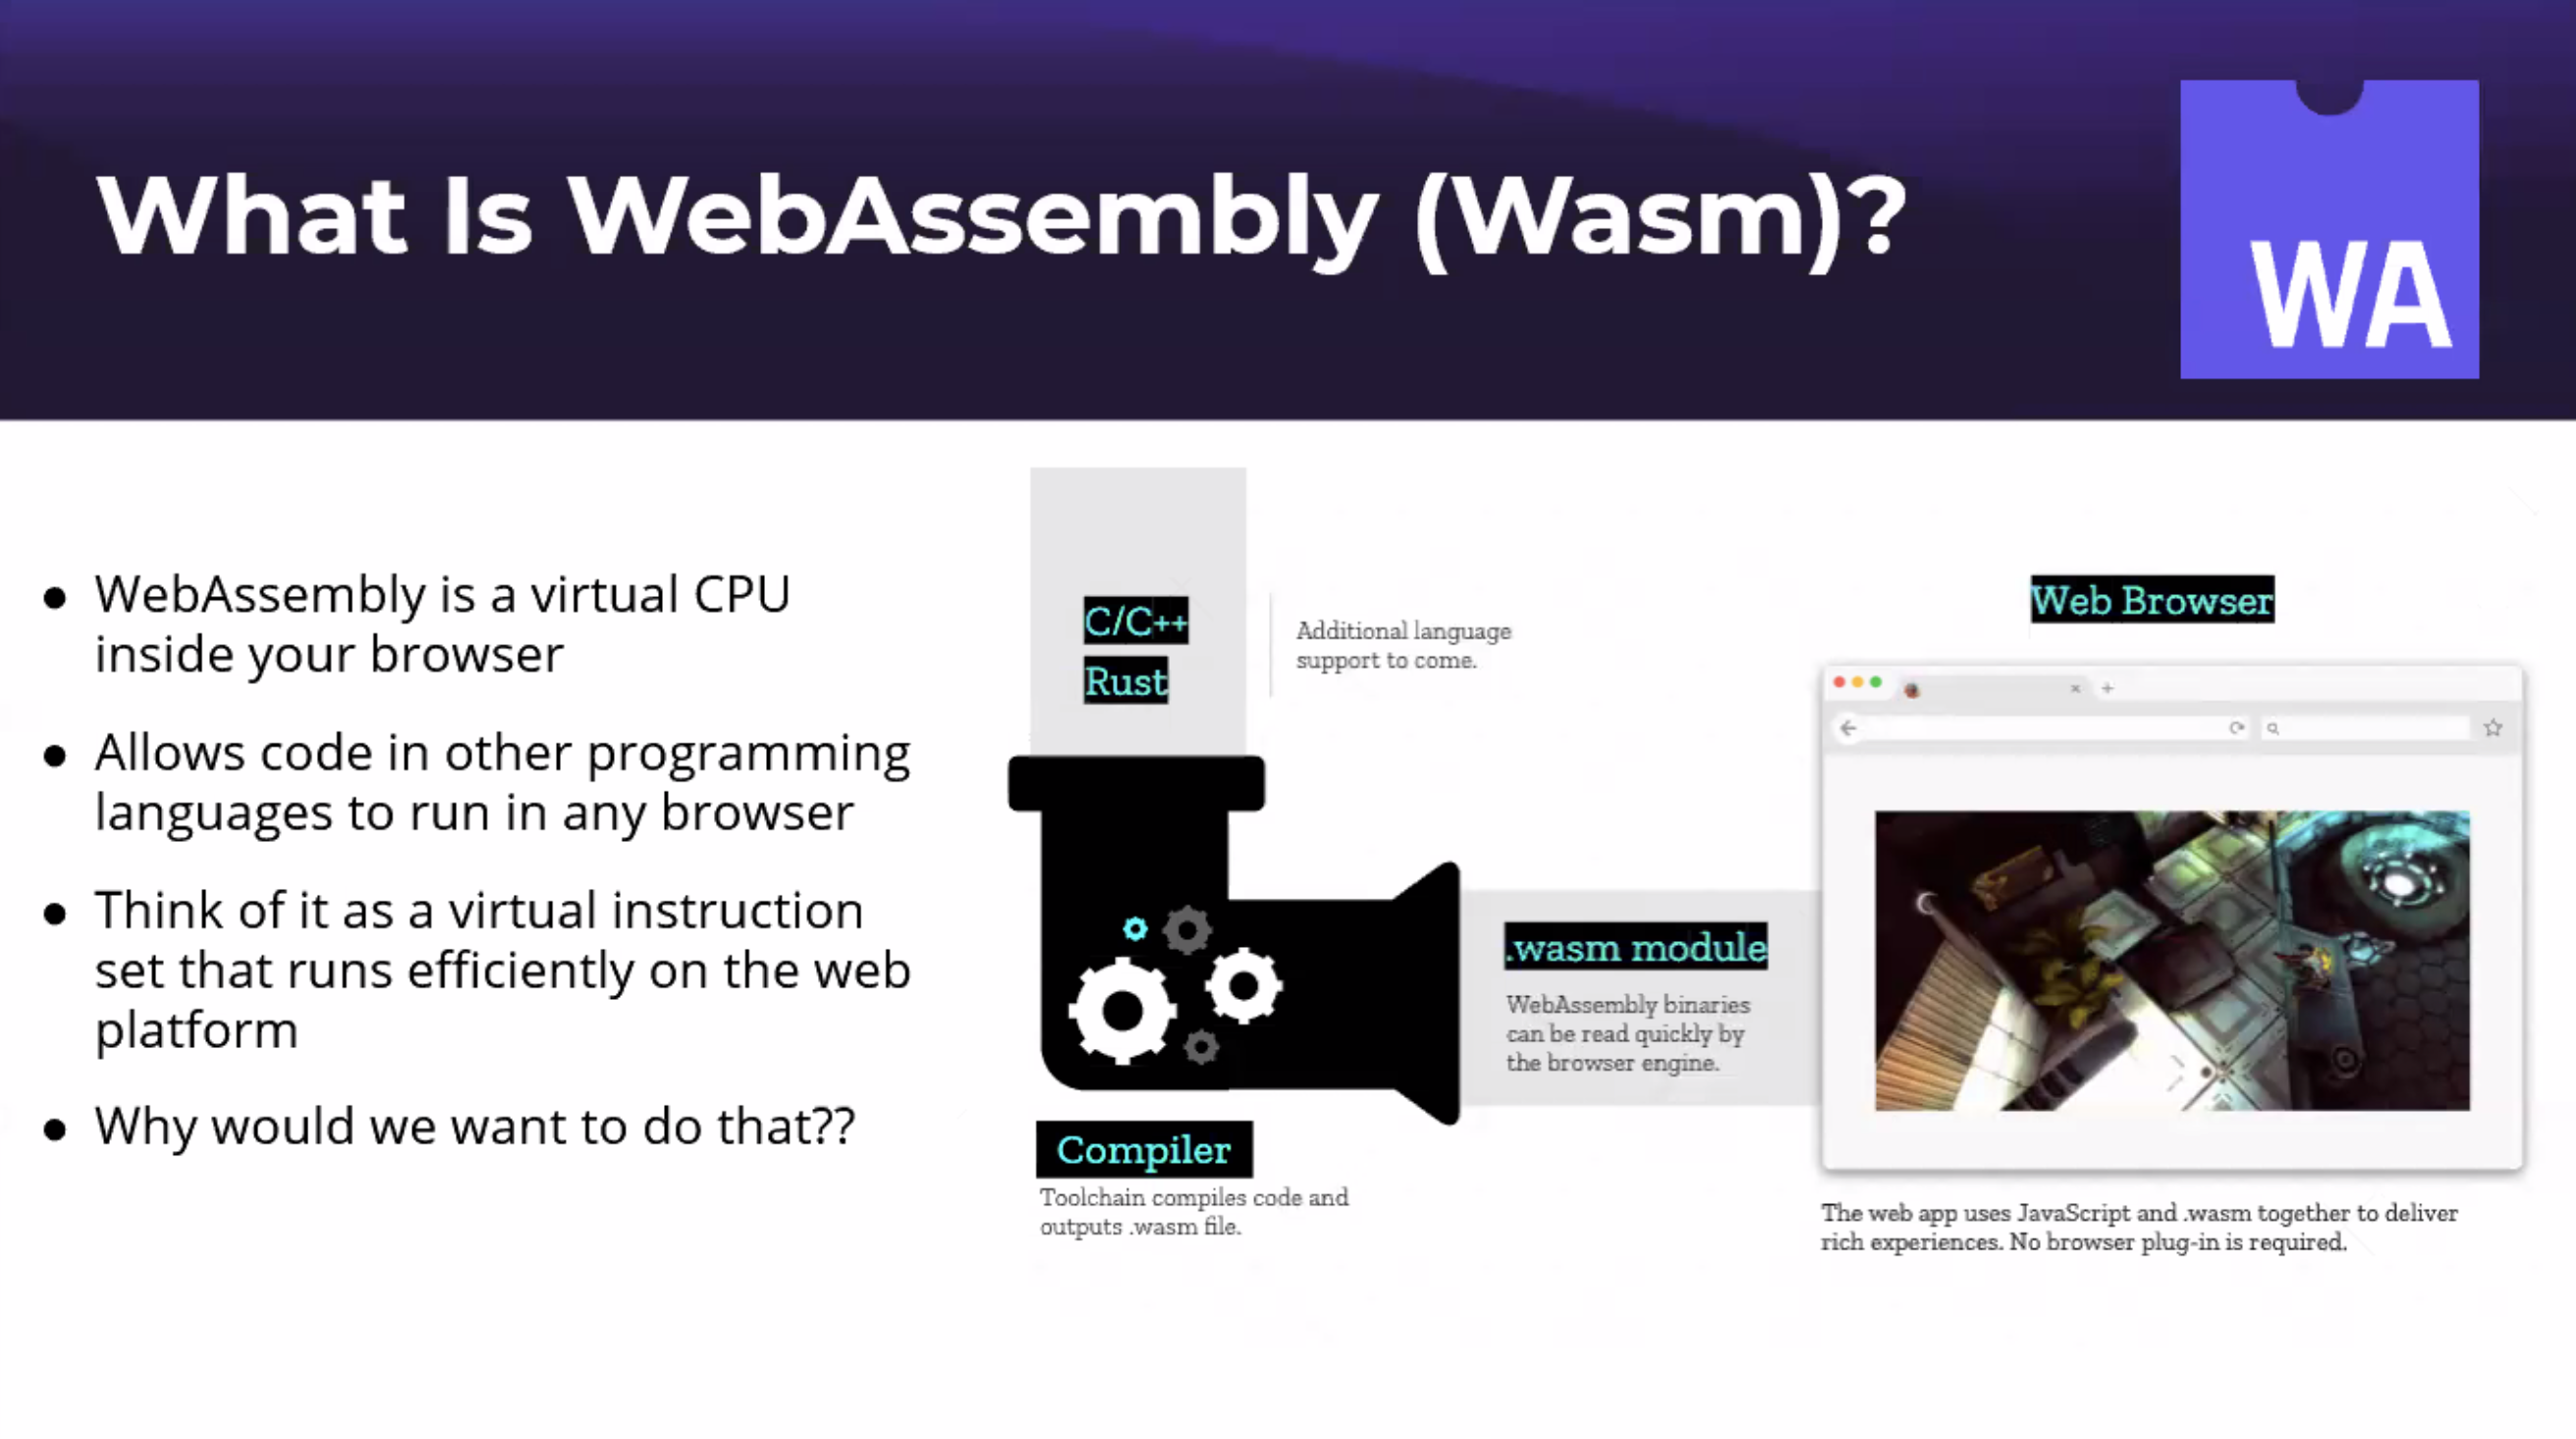 What Is WebAssembly (Wasm)?
WA
● WebAssembly is a virtual CPU
inside your browser
● Allows code in other programming
languages to run in any browser
● Think of it as a virtual instruction
set that runs efficiently on the web
platform
● Why would we want to do that??
C/C++
Rust
Additional language
support to come.
Compiler
Toolchain compiles code and
outputs .wasm file.
.wasm module
WebAssembly binaries
can be read quickly by
the browser engine.
Web Browser
The web app uses JavaScript and .wasm together to deliver
rich experiences. No browser plug-in is required.